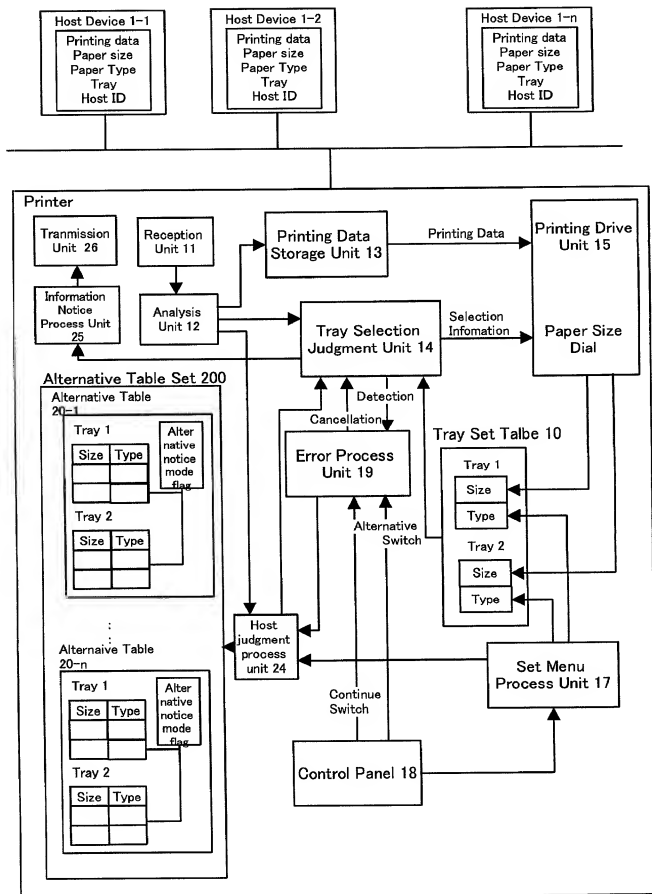 Host Device 1-1
Printing data
Paper size
Paper Type
Tray
Host ID
Host Device 1-2
Printing data
Paper size
Paper Type
Tray
Host ID
Host Device 1-n
Printing data
Paper size
Paper Type
Tray
Host ID
Printer
Tranmission
Unit 26
Reception
Unit 11
Printing Data
Storage Unit 13
Printing Data
Printing Drive
Unit 15
Paper Size
Dial
Information
Notice
Process Unit
25
Analysis
Unit 12
Tray Selection
Judgment Unit 14
Selection
Infomation
Alternative Table Set 200
Alternative Table
20-1
Tray 1
Size Type
Alter
native
notice
mode
flag
Tray 2
Size Type
:
:
Detection
Cancellation
Error Process
Unit 19
Alternative
Switch
Tray Set Talbe 10
Tray 1
Size
Type
Tray 2
Size
Type
Host
judgment
process
unit 24
Set Menu
Process Unit 17
Continue
Switch
Control Panel 18
Alternaive Table
20-n
Tray 1
Size Type
Alter
native
notice
mode
flag
Tray 2
Size Type